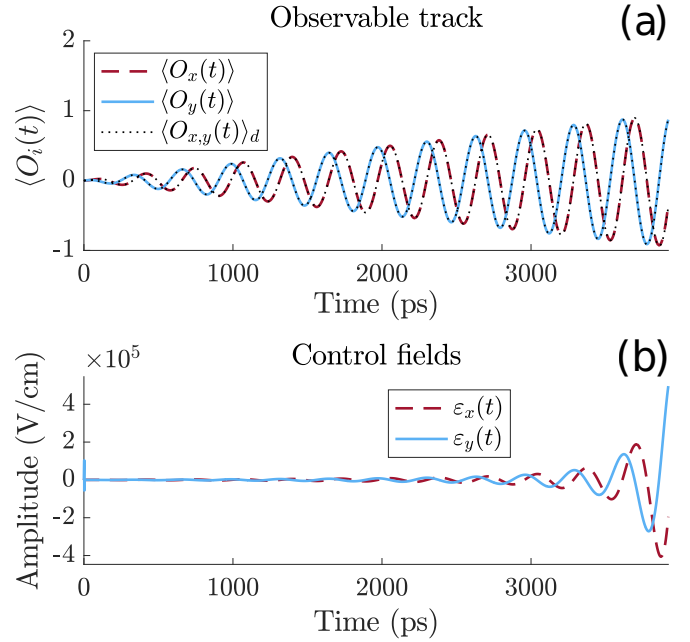 Observable track
(a)
2
1
0
-1
⟨O_i(t)⟩
⟨O_x(t)⟩
⟨O_y(t)⟩
⟨O_{x,y}(t)⟩_d
0 1000 2000 3000
Time (ps)
×10^5
Control fields
(b)
4
2
0
-2
-4
Amplitude (V/cm)
ε_x(t)
ε_y(t)
0 1000 2000 3000
Time (ps)